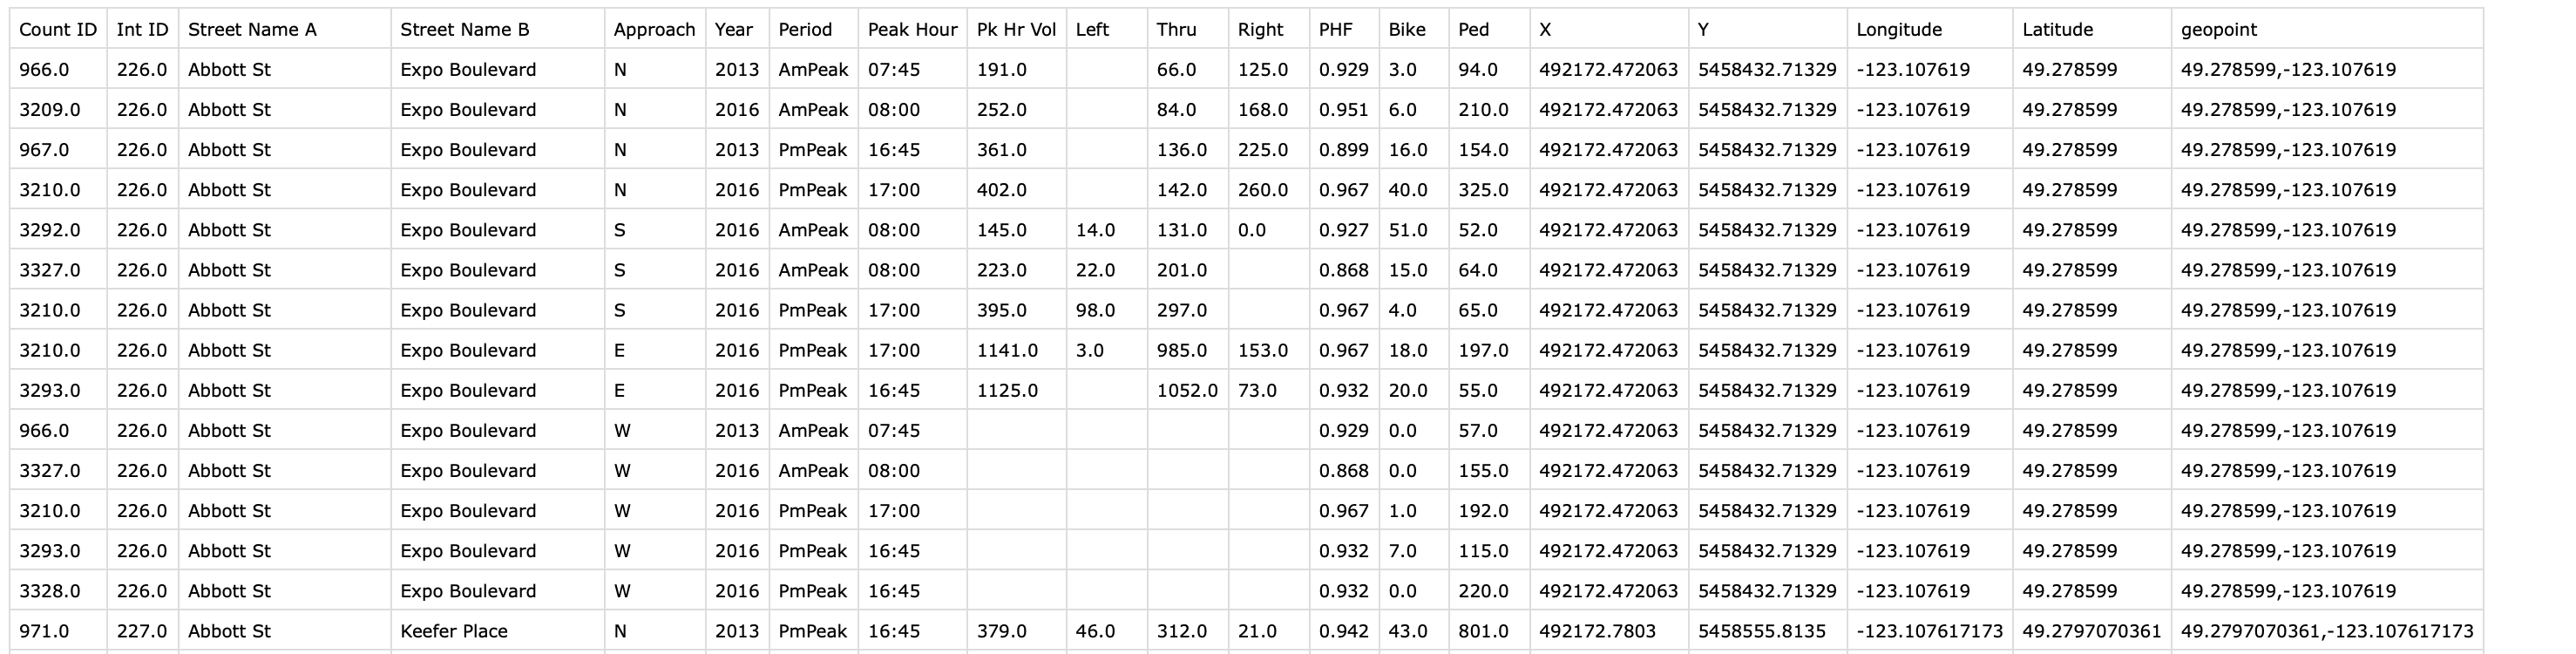 Count ID Int ID Street Name A Street Name B Approach Year Period Peak Hour Pk Hr Vol Left Thru Right PHF Bike Ped X Y Longitude Latitude geopoint
966.0 226.0 Abbott St Expo Boulevard N 2013 AmPeak 07:45 191.0 66.0 125.0 0.929 3.0 94.0 492172.472063 5458432.71329 -123.107619 49.278599 49.278599,-123.107619
3209.0 226.0 Abbott St Expo Boulevard N 2016 AmPeak 08:00 252.0 84.0 168.0 0.951 6.0 210.0 492172.472063 5458432.71329 -123.107619 49.278599 49.278599,-123.107619
967.0 226.0 Abbott St Expo Boulevard N 2013 PmPeak 16:45 361.0 136.0 225.0 0.899 16.0 154.0 492172.472063 5458432.71329 -123.107619 49.278599 49.278599,-123.107619
3210.0 226.0 Abbott St Expo Boulevard N 2016 PmPeak 17:00 402.0 142.0 260.0 0.967 40.0 325.0 492172.472063 5458432.71329 -123.107619 49.278599 49.278599,-123.107619
3292.0 226.0 Abbott St Expo Boulevard S 2016 AmPeak 08:00 145.0 14.0 131.0 0.0 0.927 51.0 52.0 492172.472063 5458432.71329 -123.107619 49.278599 49.278599,-123.107619
3327.0 226.0 Abbott St Expo Boulevard S 2016 AmPeak 08:00 223.0 22.0 201.0 0.868 15.0 64.0 492172.472063 5458432.71329 -123.107619 49.278599 49.278599,-123.107619
3210.0 226.0 Abbott St Expo Boulevard S 2016 PmPeak 17:00 395.0 98.0 297.0 0.967 4.0 65.0 492172.472063 5458432.71329 -123.107619 49.278599 49.278599,-123.107619
3210.0 226.0 Abbott St Expo Boulevard E 2016 PmPeak 17:00 1141.0 3.0 985.0 153.0 0.967 18.0 197.0 492172.472063 5458432.71329 -123.107619 49.278599 49.278599,-123.107619
3293.0 226.0 Abbott St Expo Boulevard E 2016 PmPeak 16:45 1125.0 1052.0 73.0 0.932 20.0 55.0 492172.472063 5458432.71329 -123.107619 49.278599 49.278599,-123.107619
966.0 226.0 Abbott St Expo Boulevard W 2013 AmPeak 07:45 0.929 0.0 57.0 492172.472063 5458432.71329 -123.107619 49.278599 49.278599,-123.107619
3327.0 226.0 Abbott St Expo Boulevard W 2016 AmPeak 08:00 0.868 0.0 155.0 492172.472063 5458432.71329 -123.107619 49.278599 49.278599,-123.107619
3210.0 226.0 Abbott St Expo Boulevard W 2016 PmPeak 17:00 0.967 1.0 192.0 492172.472063 5458432.71329 -123.107619 49.278599 49.278599,-123.107619
3293.0 226.0 Abbott St Expo Boulevard W 2016 PmPeak 16:45 0.932 7.0 115.0 492172.472063 5458432.71329 -123.107619 49.278599 49.278599,-123.107619
3328.0 226.0 Abbott St Expo Boulevard W 2016 PmPeak 16:45 0.932 0.0 220.0 492172.472063 5458432.71329 -123.107619 49.278599 49.278599,-123.107619
971.0 227.0 Abbott St Keefer Place N 2013 PmPeak 16:45 379.0 46.0 312.0 21.0 0.942 43.0 801.0 492172.7803 5458555.8135 -123.107617173 49.2797070361 49.2797070361,-123.107617173